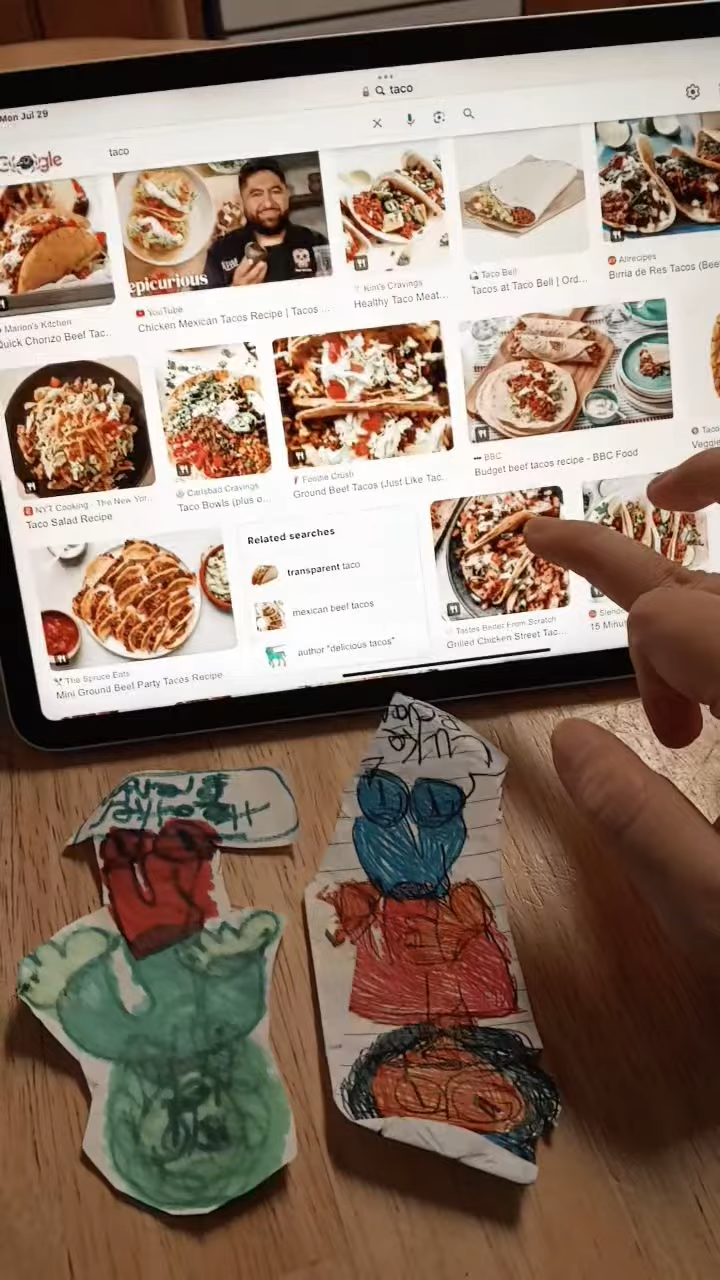 Mon Jul 29
taco
Google
taco
epicurious
Marion's Kitchen
Quick Chorizo Beef Tac...
YouTube
Chicken Mexican Tacos Recipe | Tacos ...
Kim's Cravings
Healthy Taco Meat...
Taco Bell
Tacos at Taco Bell | Ord...
Allrecipes
Birria de Res Tacos (Bee
NYT Cooking - The New Yor...
Taco Salad Recipe
Carlsbad Cravings
Taco Bowls (plus o...
Foodie Crush
Ground Beef Tacos (Just Like Tac...
BBC
Budget beef tacos recipe - BBC Food
Taco
Veggie
The Spruce Eats
Mini Ground Beef Party Tacos Recipe
Related searches
transparent taco
mexican beef tacos
author "delicious tacos"
Tastes Better From Scratch
Grilled Chicken Street Tac...
15 Minut